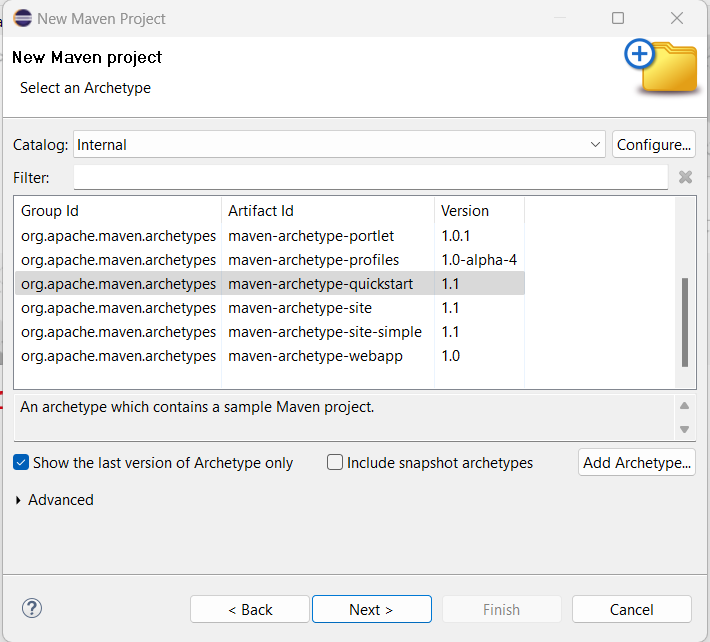 New Maven Project
New Maven project
Select an Archetype
Catalog: Internal Configure...
Filter:
Group Id Artifact Id Version
org.apache.maven.archetypes maven-archetype-portlet 1.0.1
org.apache.maven.archetypes maven-archetype-profiles 1.0-alpha-4
org.apache.maven.archetypes maven-archetype-quickstart 1.1
org.apache.maven.archetypes maven-archetype-site 1.1
org.apache.maven.archetypes maven-archetype-site-simple 1.1
org.apache.maven.archetypes maven-archetype-webapp 1.0
An archetype which contains a sample Maven project.
Show the last version of Archetype only Include snapshot archetypes Add Archetype...
Advanced
? < Back Next > Finish Cancel